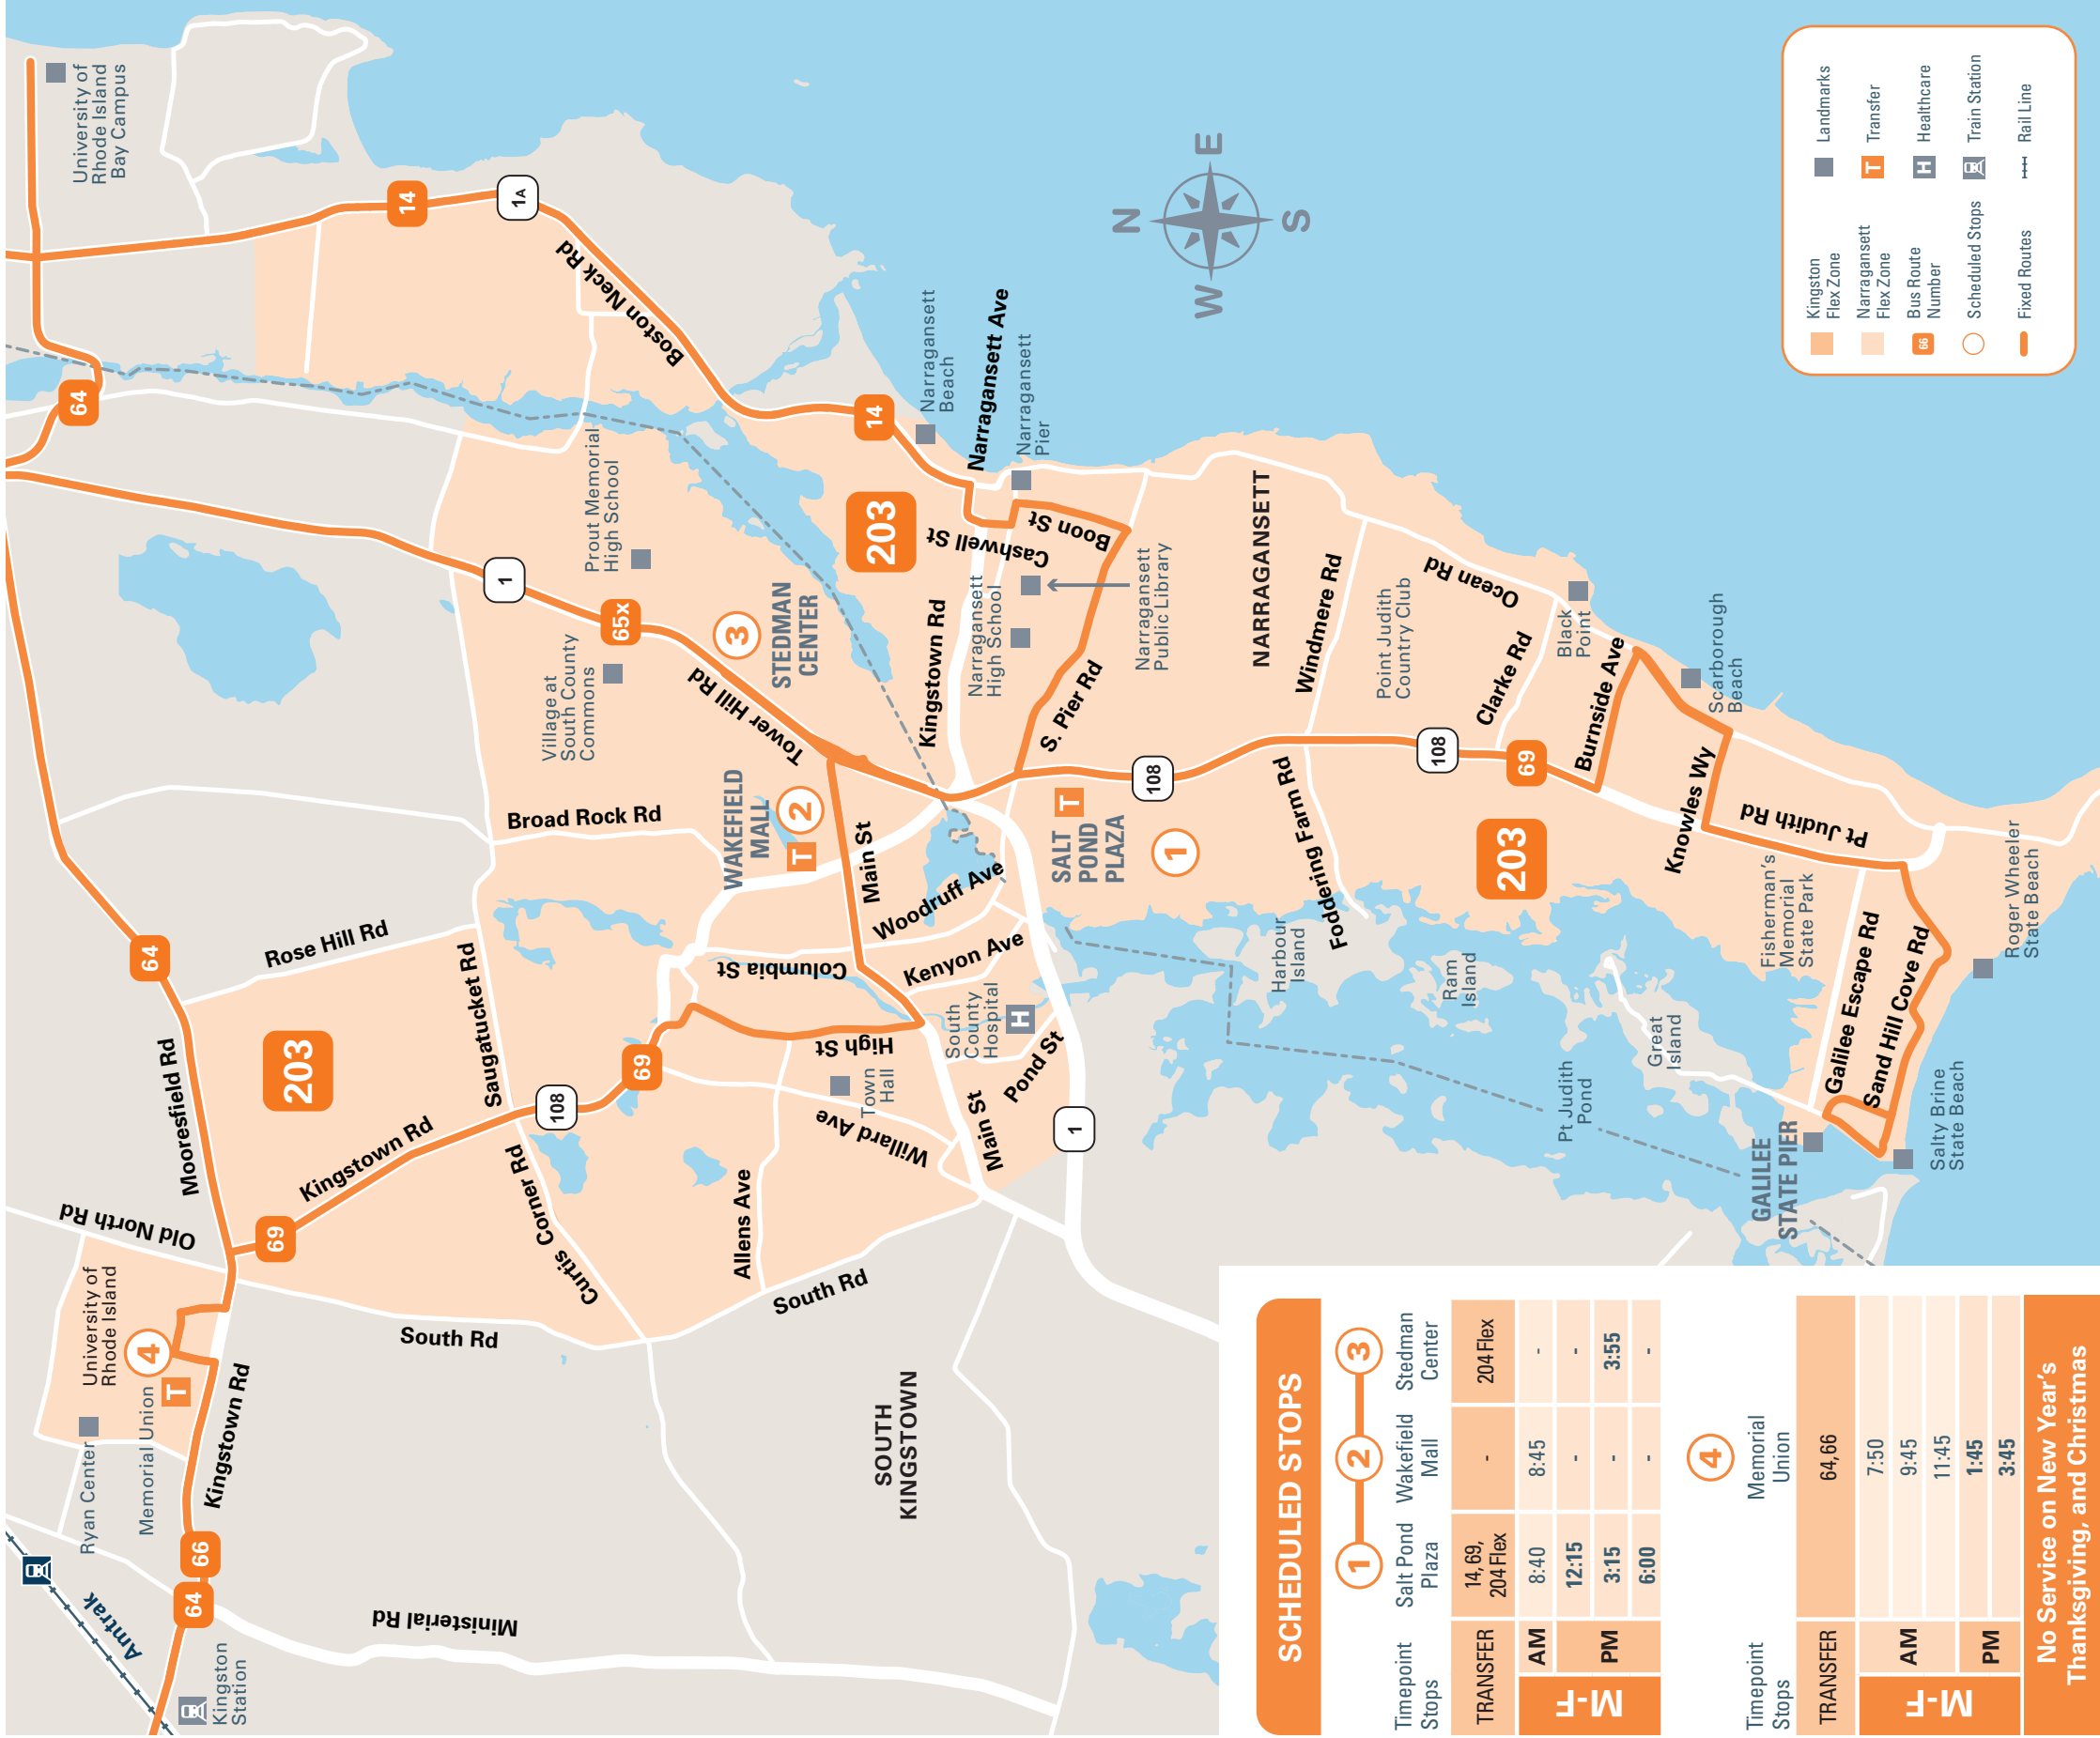 University of
Rhode Island
Bay Campus
64
14
1A
Boston Neck Rd
14
Narragansett
Beach
Narragansett Ave
Narragansett
Pier
N
E
S
W
Kingston
Flex Zone
Narragansett
Flex Zone
66
Bus Route
Number
Scheduled Stops
Fixed Routes
Landmarks
T
Transfer
H
Healthcare
Train Station
Rail Line
1
65x
Prout Memorial
High School
Village at
South County
Commons
3
STEDMAN
CENTER
Tower Hill Rd
203
Cashwell St
Boon St
Kingstown Rd
Narragansett
High School
Narragansett
Public Library
S. Pier Rd
NARRAGANSETT
Windmere Rd
Point Judith
Country Club
Ocean Rd
Clarke Rd
Black
Point
Burnside Ave
Scarborough
Beach
Broad Rock Rd
WAKEFIELD
MALL
2
T
Main St
Woodruff Ave
Kenyon Ave
Columbia St
T
SALT
POND
PLAZA
1
108
108
69
Foddering Farm Rd
203
Knowles Wy
Pt Judith Rd
Fisherman's
Memorial
State Park
Roger Wheeler
State Beach
Galilee Escape Rd
Sand Hill Cove Rd
Harbour
Island
Ram
Island
Great
Island
Pt Judith
Pond
GALILEE
STATE PIER
Salty Brine
State Beach
64
Rose Hill Rd
Saugatucket Rd
203
Mooresfield Rd
Kingstown Rd
108
69
High St
Town
Hall
South
County
Hospital
H
Pond St
Main St
Willard Ave
1
Allens Ave
Curtis Corner Rd
South Rd
South Rd
Old North Rd
69
University of
Rhode Island
4
T
Memorial Union
Ryan Center
Kingstown Rd
66
64
Amtrak
Kingston
Station
Ministerial Rd
SOUTH
KINGSTOWN
SCHEDULED STOPS
1 2 3
Timepoint
Stops
Salt Pond
Plaza
Wakefield
Mall
Stedman
Center
TRANSFER 14, 69,
204 Flex - 204 Flex
M-F
AM 8:40 8:45 -
PM 12:15 - -
3:15 - 3:55
6:00 - -
4
Timepoint
Stops
Memorial
Union
TRANSFER 64,66
M-F
AM 7:50
9:45
11:45
PM 1:45
3:45
No Service on New Year's
Thanksgiving, and Christmas